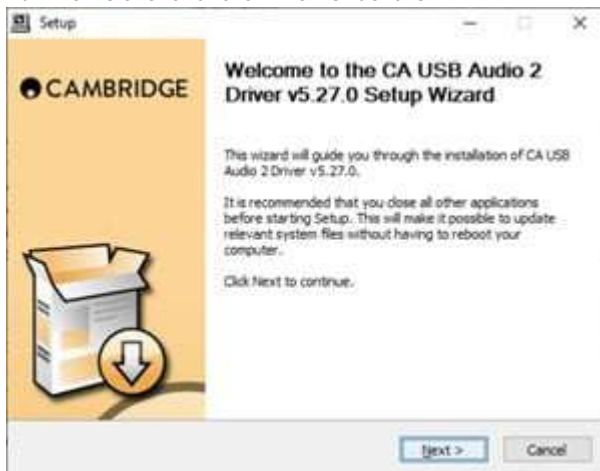 Setup
CAMBRIDGE
Welcome to the CA USB Audio 2
Driver v5.27.0 Setup Wizard
This wizard will guide you through the installation of CA USB
Audio 2 Driver v5.27.0.
It is recommended that you close all other applications
before starting Setup. This will make it possible to update
relevant system files without having to reboot your
computer.
Click Next to continue.
Next >
Cancel